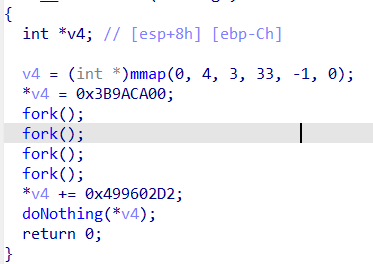 {
int *v4; // [esp+8h] [ebp-Ch]
v4 = (int *)mmap(0, 4, 3, 33, -1, 0);
*v4 = 0x3B9ACA00;
fork();
fork();
fork();
fork();
*v4 += 0x499602D2;
doNothing(*v4);
return 0;
}